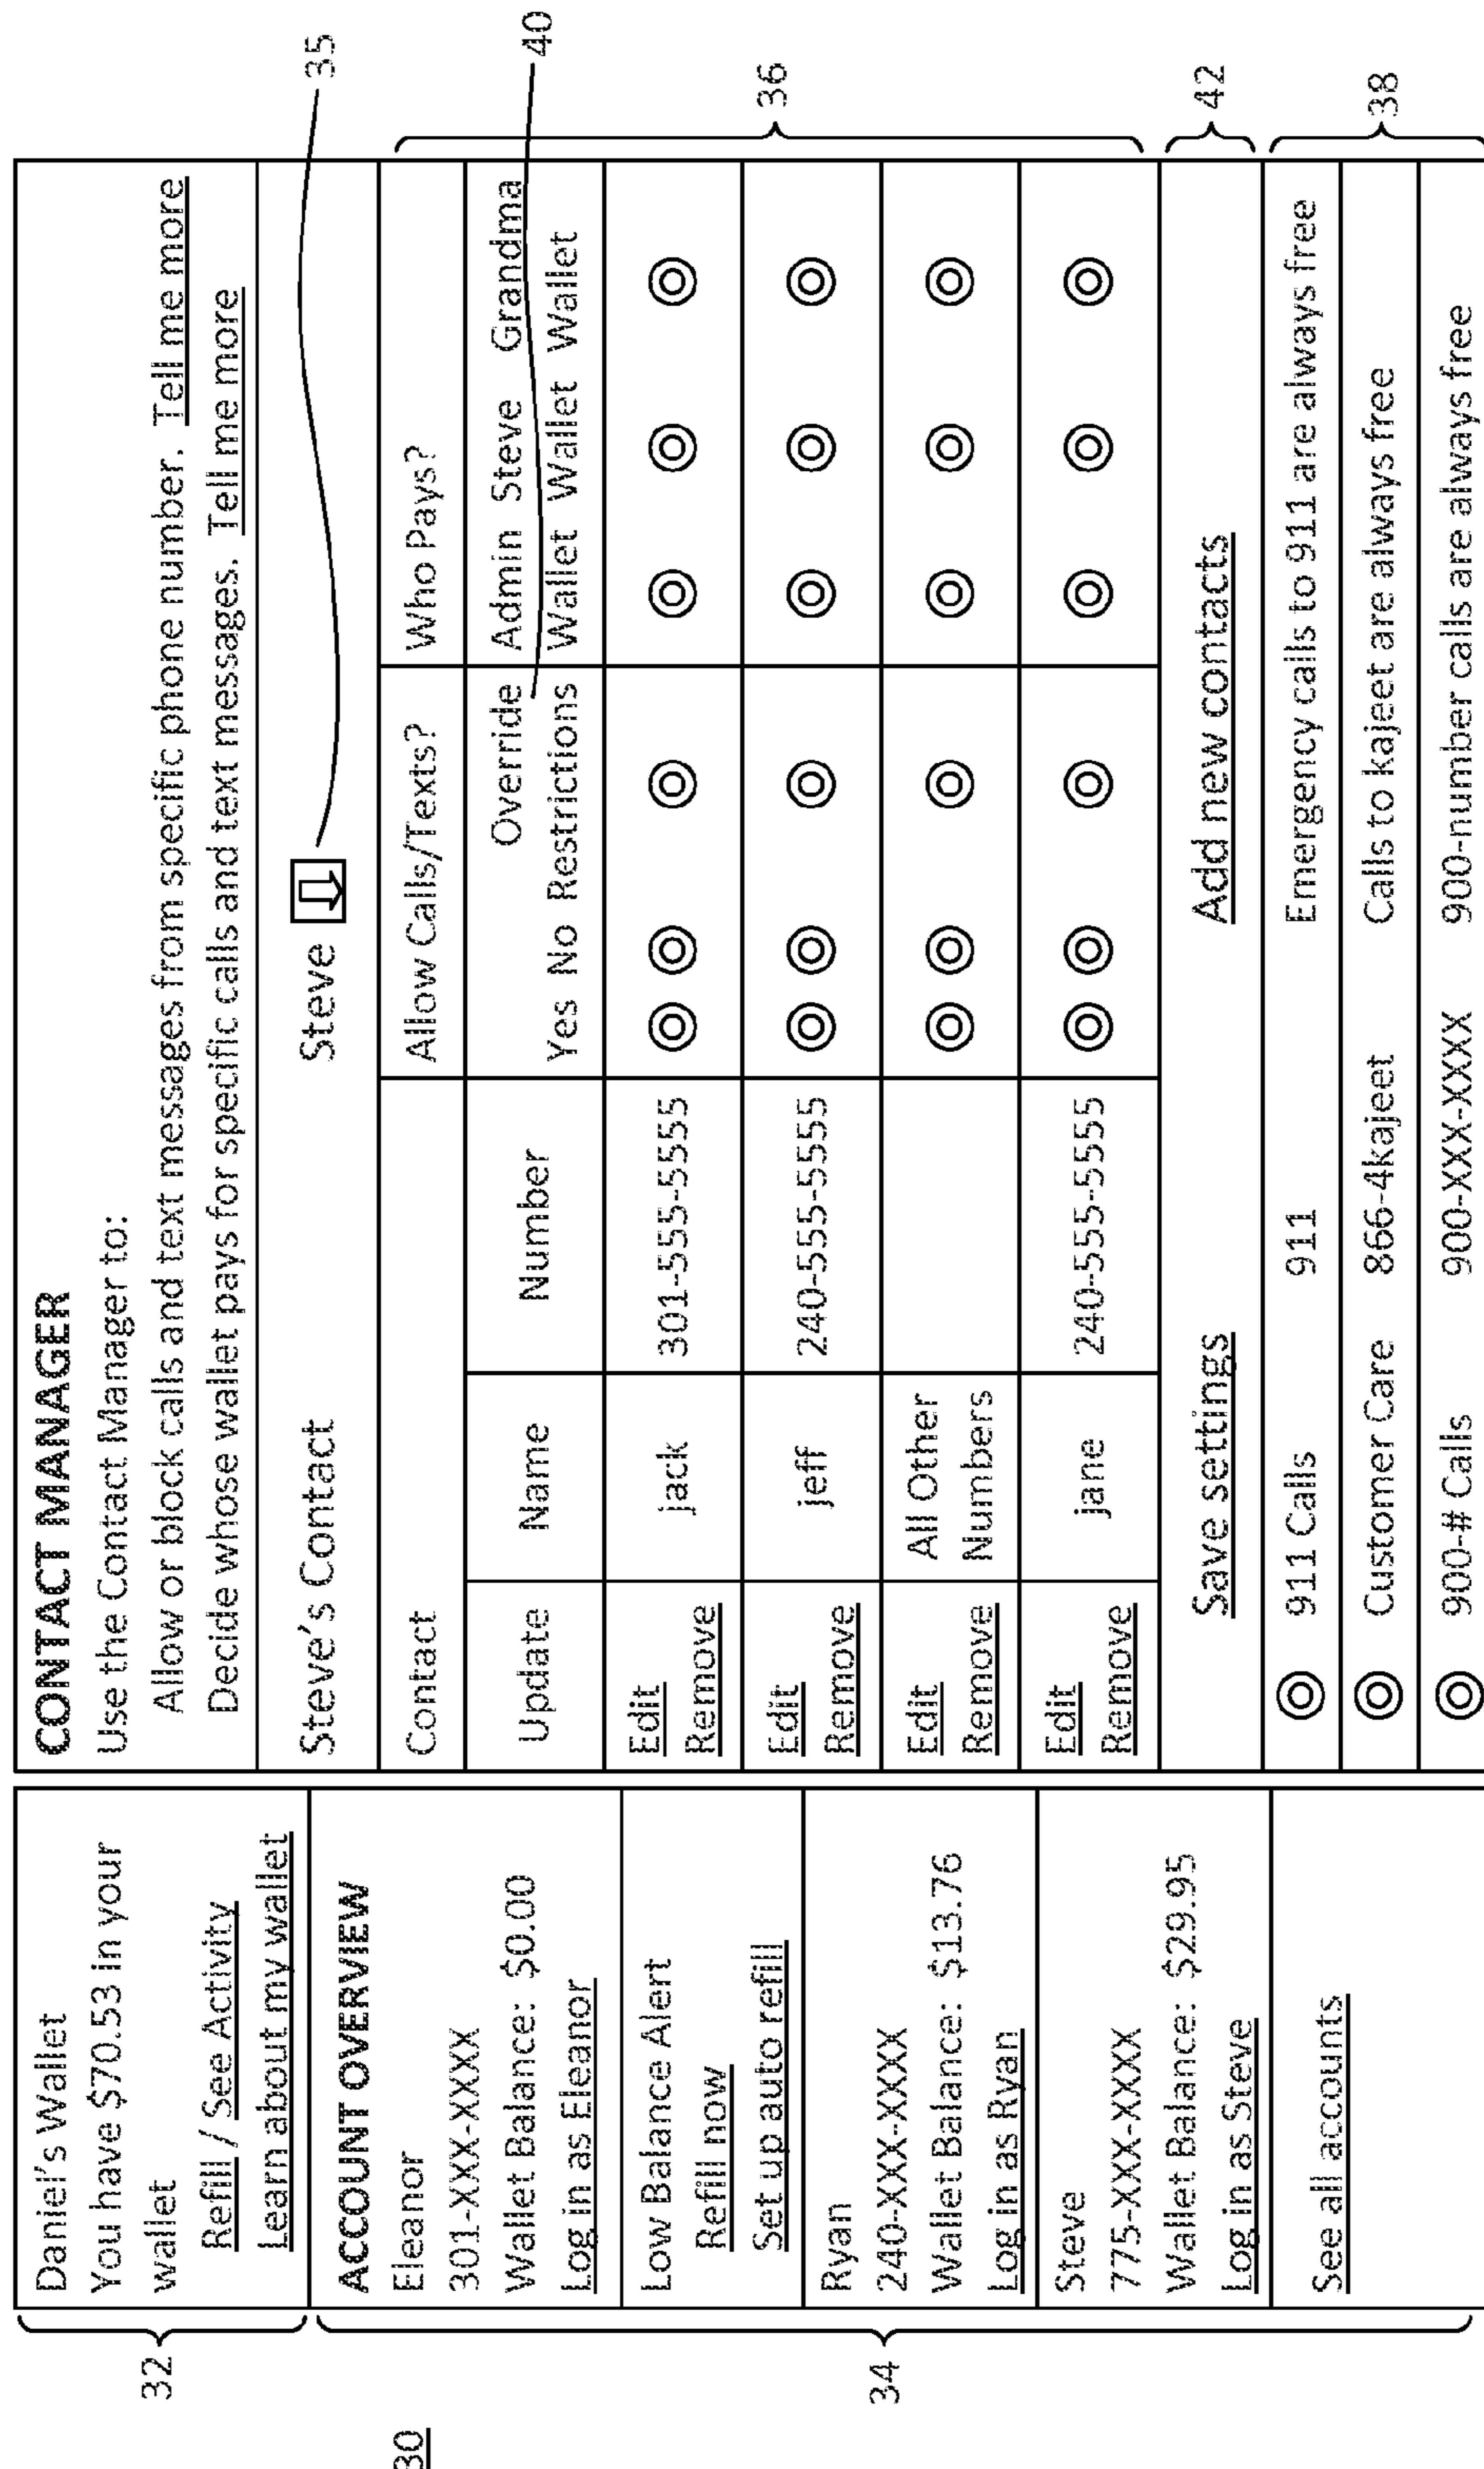 30
32
Daniel's Wallet
You have $70.53 in your
wallet
Refill / See Activity
Learn about my wallet
34
ACCOUNT OVERVIEW
Eleanor
301-XXX-XXXX
Wallet Balance: $0.00
Log in as Eleanor
Low Balance Alert
Refill now
Set up auto refill
Ryan
240-XXX-XXXX
Wallet Balance: $13.76
Log in as Ryan
Steve
775-XXX-XXXX
Wallet Balance: $29.95
Log in as Steve
See all accounts
CONTACT MANAGER
Use the Contact Manager to:
Allow or block calls and text messages from specific phone number. Tell me more
Decide whose wallet pays for specific calls and text messages. Tell me more
Steve's Contact Steve 35
Contact Allow Calls/Texts? Who Pays?
Update Name Number Override Admin Steve Grandma
Yes No Restrictions Wallet Wallet Wallet
40
36
Edit jack 301-555-5555
Remove
Edit jeff 240-555-5555
Remove
Edit All Other
Remove Numbers
Edit jane 240-555-5555
Remove
Save settings Add new contacts 42
911 Calls 911 Emergency calls to 911 are always free
Customer Care 866-4kajeet Calls to kajeet are always free 38
900-# Calls 900-XXX-XXXX 900-number calls are always free